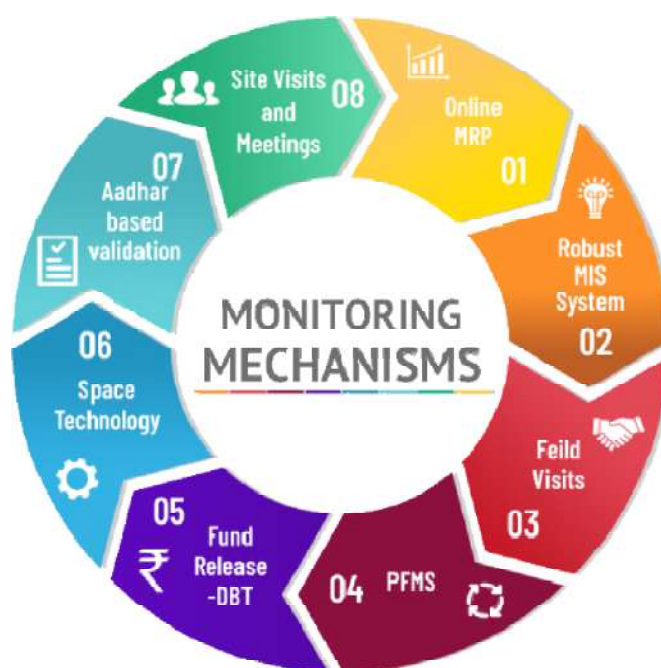 MONITORING
MECHANISMS
Online
MRP
01
Robust
MIS
System
02
Feild
Visits
03
04
PFMS
05
Fund
Release
-DBT
06
Space
Technology
07
Aadhar
based
validation
Site Visits
and
Meetings
08